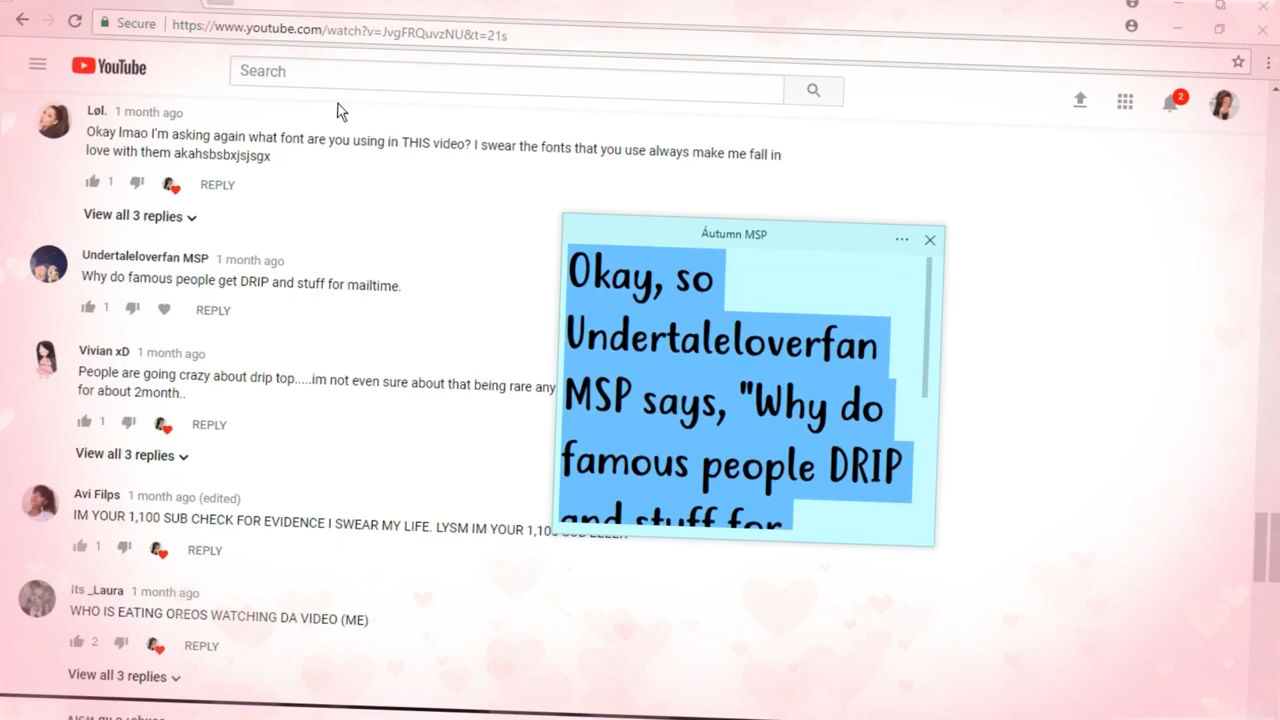 Secure
https://www.youtube.com/watch?v=JvgFRQuvzNU&t=21s
YouTube
Search
2
Løl. 1 month ago
Okay lmao I'm asking again what font are you using in THIS video? I swear the fonts that you use always make me fall in
love with them akahsbsbxjsjsgx
1 REPLY
View all 3 replies
Undertaleloverfan MSP 1 month ago
Why do famous people get DRIP and stuff for mailtime.
1 REPLY
Vivian xD 1 month ago
People are going crazy about drip top.....im not even sure about that being rare any
for about 2month..
1 REPLY
View all 3 replies
Avi Filps 1 month ago (edited)
IM YOUR 1,100 SUB CHECK FOR EVIDENCE I SWEAR MY LIFE. LYSM IM YOUR 1,100
1 REPLY
Its _Laura 1 month ago
WHO IS EATING OREOS WATCHING DA VIDEO (ME)
2 REPLY
View all 3 replies
Áutumn MSP
Okay, so
Undertaleloverfan
MSP says, "Why do
famous people DRIP
and stuff for